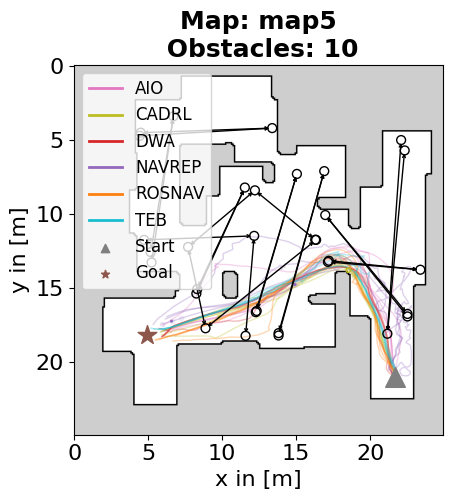 Map: map5
Obstacles: 10
0
5
10
15
20
y in [m]
AIO
CADRL
DWA
NAVREP
ROSNAV
TEB
Start
Goal
0 5 10 15 20
x in [m]